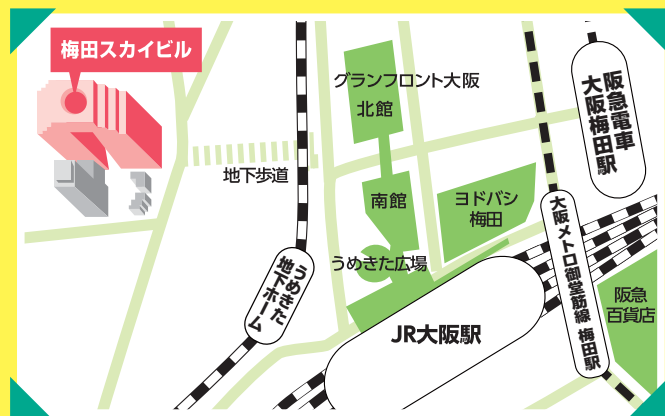 梅田スカイビル
グランフロント大阪
北館
阪急電車
大阪梅田駅
地下歩道
南館
ヨドバシ
梅田
うめきた広場
うめきた
地下ホーム
大阪メトロ御堂筋線 梅田駅
阪急
百貨店
JR大阪駅